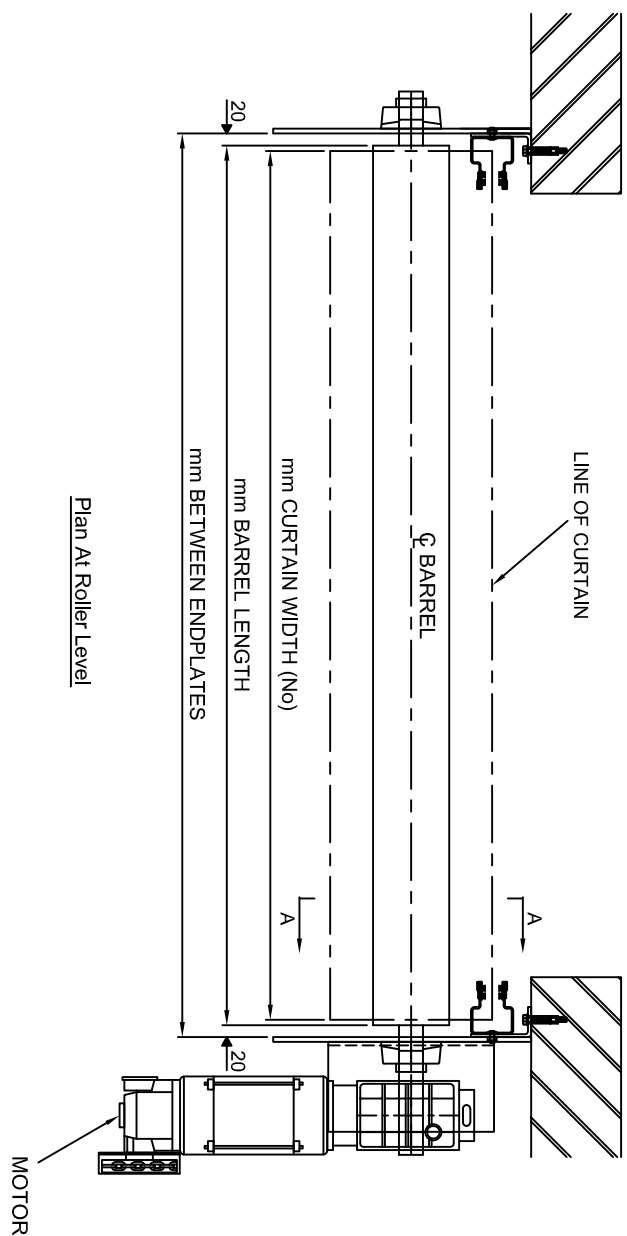 LINE OF CURTAIN
℄ BARREL
A
A
20
20
mm CURTAIN WIDTH (No)
mm BARREL LENGTH
mm BETWEEN ENDPLATES
MOTOR
Plan At Roller Level